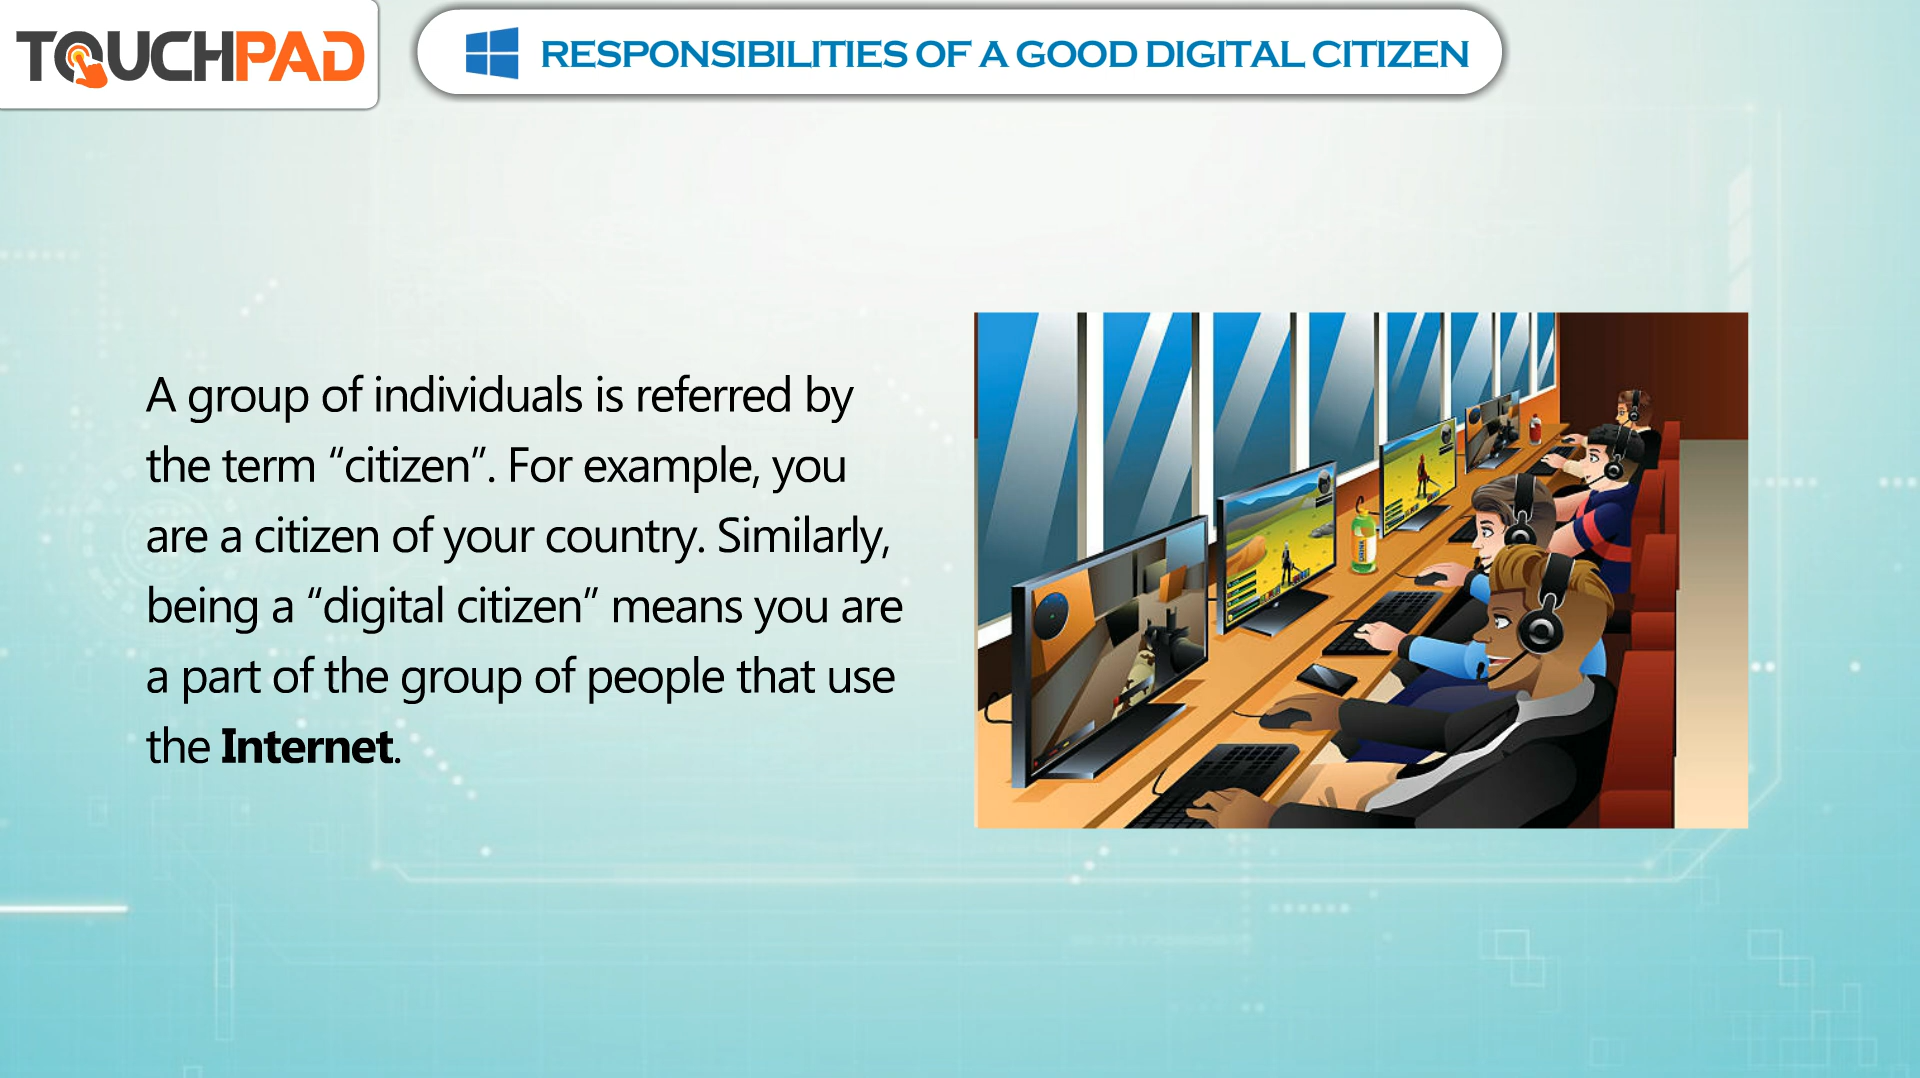 TOUCHPAD
RESPONSIBILITIES OF A GOOD DIGITAL CITIZEN
A group of individuals is referred by
the term “citizen”. For example, you
are a citizen of your country. Similarly,
being a “digital citizen” means you are
a part of the group of people that use
the Internet.